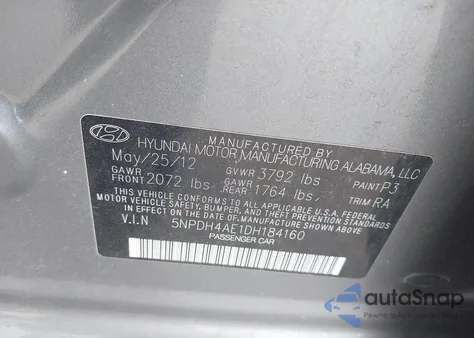 MANUFACTURED BY
HYUNDAI MOTOR MANUFACTURING ALABAMA, LLC
May/25/12 GVWR 3792 lbs PAINT P3
GAWR FRONT 2072 lbs GAWR REAR 1764 lbs, TRIM RA
THIS VEHICLE CONFORMS TO ALL APPLICABLE U.S.A. FEDERAL
MOTOR VEHICLE SAFETY, BUMPER, AND THEFT PREVENTION STANDARDS
IN EFFECT ON THE DATE OF MANUFACTURE SHOWN ABOVE.
V.I.N 5NPDH4AE1DH184160
PASSENGER CAR
autoSnap
Pewne auto